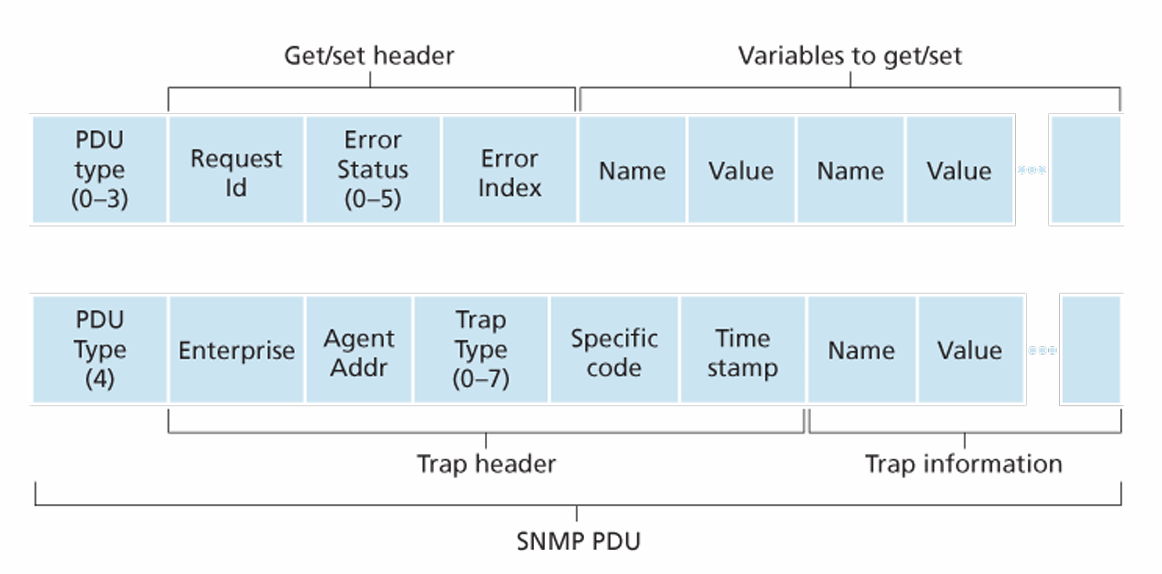 Get/set header
Variables to get/set
PDU
type
(0–3)
Request
Id
Error
Status
(0–5)
Error
Index
Name
Value
Name
Value
PDU
Type
(4)
Enterprise
Agent
Addr
Trap
Type
(0–7)
Specific
code
Time
stamp
Name
Value
Trap header
Trap information
SNMP PDU